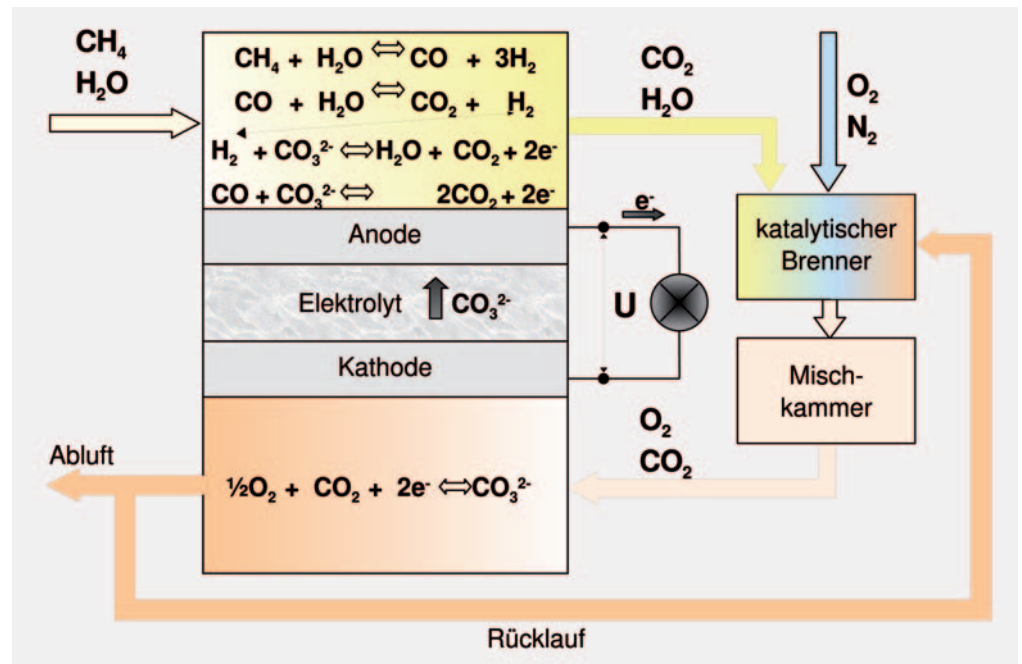 CH₄
H₂O
CH₄ + H₂O ⇔ CO + 3H₂
CO + H₂O ⇔ CO₂ + H₂
H₂ + CO₃²⁻ ⇔ H₂O + CO₂ + 2e⁻
CO + CO₃²⁻ ⇔ 2CO₂ + 2e⁻
CO₂
H₂O
O₂
N₂
Anode
e⁻
katalytischer
Brenner
Elektrolyt
CO₃²⁻
U
Kathode
Misch-
kammer
O₂
CO₂
Abluft
½O₂ + CO₂ + 2e⁻ ⇔ CO₃²⁻
Rücklauf